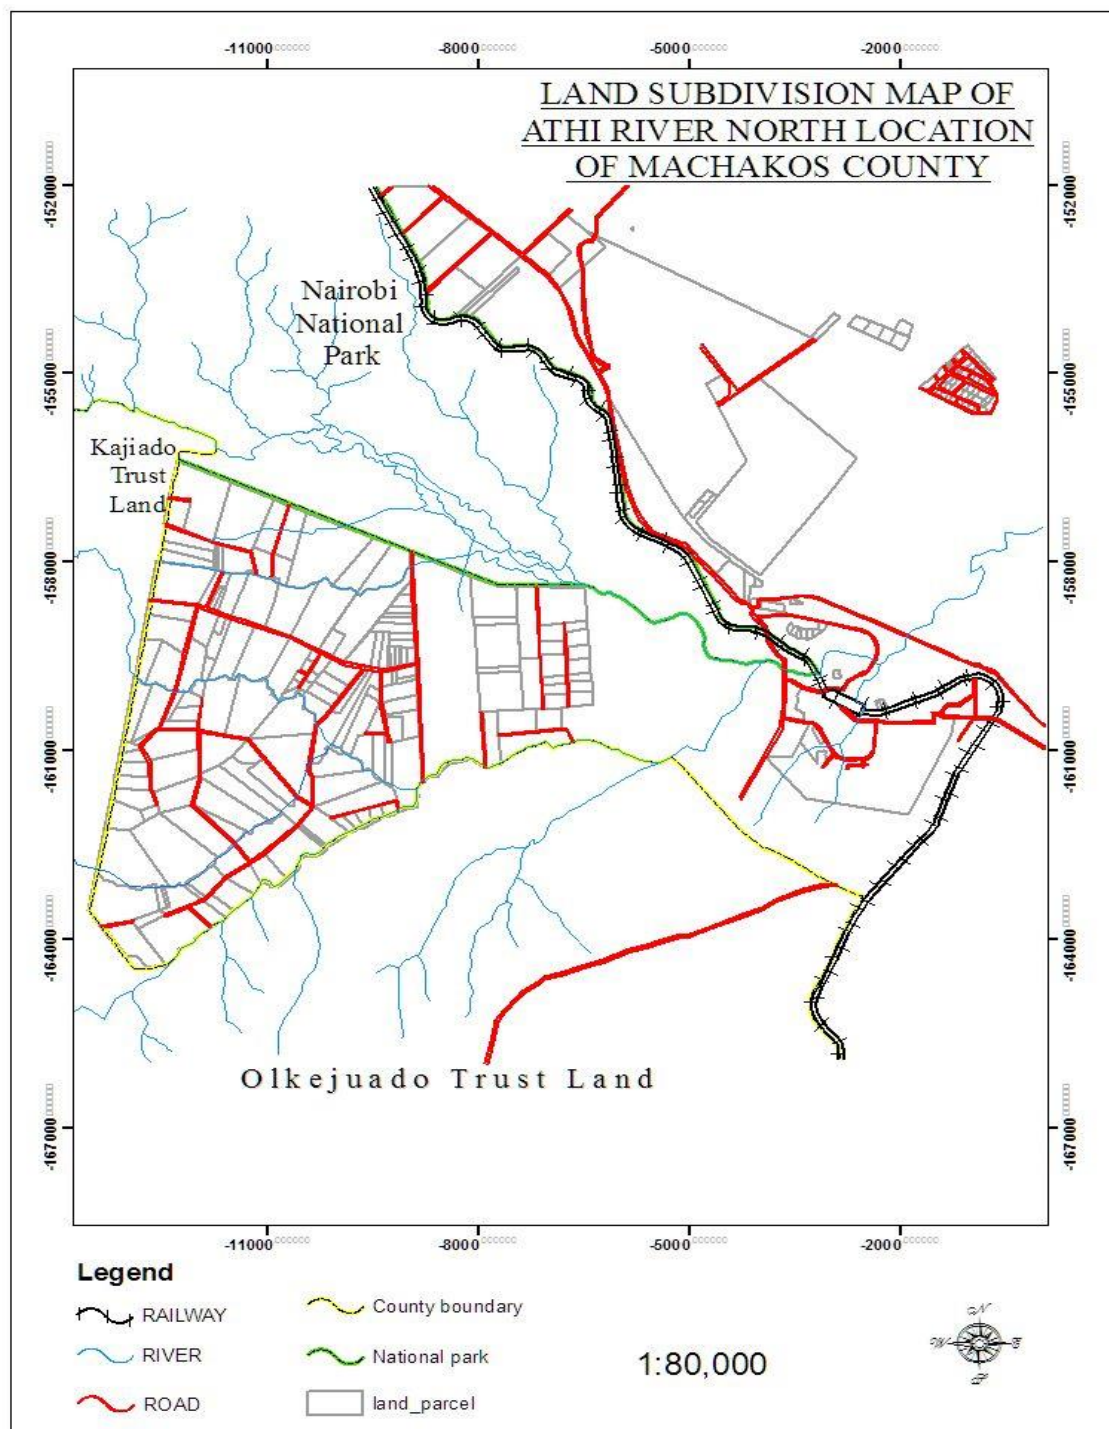 -11000 -8000 -5000 -2000
LAND SUBDIVISION MAP OF
ATHI RIVER NORTH LOCATION
OF MACHAKOS COUNTY
-152000 -152000
Nairobi
National
Park
-155000 -155000
Kajiado
Trust
Land
-158000 -158000
-161000 -161000
-164000 -164000
Olkejuado Trust Land
-167000 -167000
-11000 -8000 -5000 -2000
Legend
RAILWAY
RIVER
ROAD
County boundary
National park
land_parcel
1:80,000
N
W E